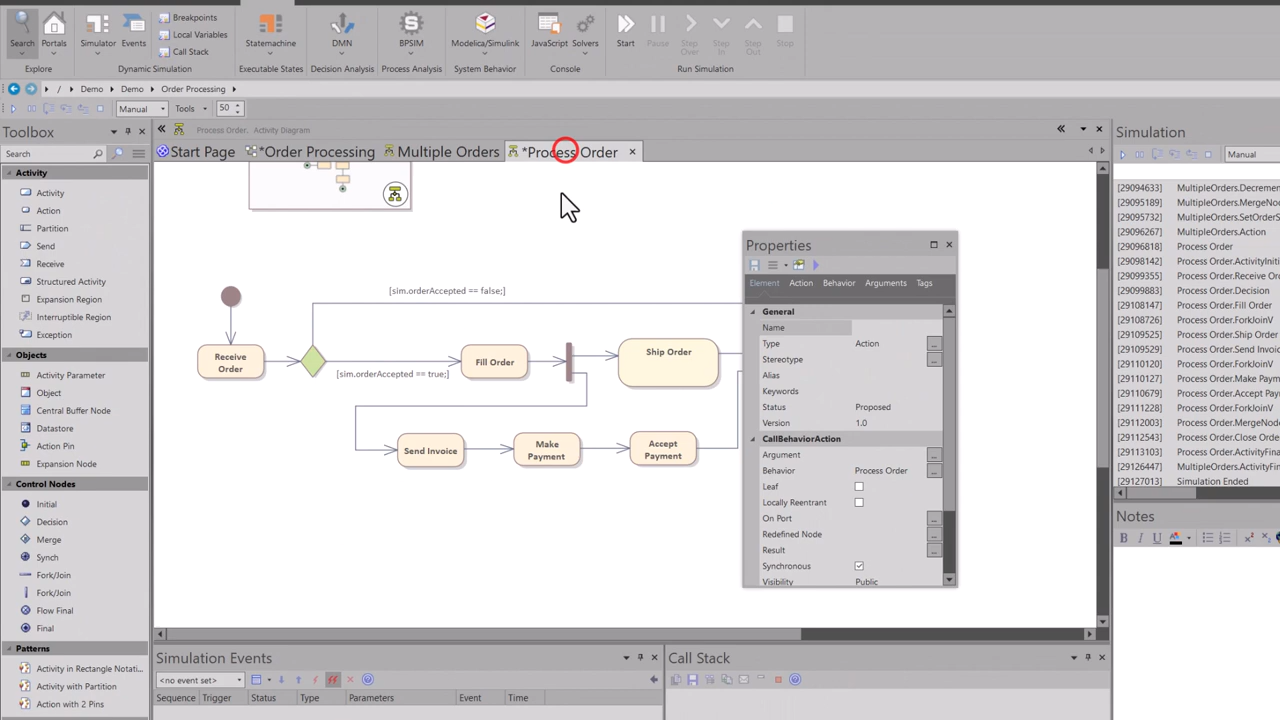 Search
Portals
Explore
Simulator
Events
Breakpoints
Local Variables
Call Stack
Dynamic Simulation
Statemachine
Executable States
DMN
Decision Analysis
BPSIM
Process Analysis
Modelica/Simulink
System Behavior
JavaScript
Solvers
Console
Start
Pause
Step Over
Step In
Step Out
Stop
Run Simulation
/ Demo Demo Order Processing
Manual Tools 50
Toolbox
Search
Activity
Activity
Action
Partition
Send
Receive
Structured Activity
Expansion Region
Interruptible Region
Exception
Objects
Activity Parameter
Object
Central Buffer Node
Datastore
Action Pin
Expansion Node
Control Nodes
Initial
Decision
Merge
Synch
Fork/Join
Fork/Join
Flow Final
Final
Patterns
Activity in Rectangle Notati...
Activity with Partition
Action with 2 Pins
Process Order. Activity Diagram
Start Page *Order Processing Multiple Orders *Process Order
[sim.orderAccepted == false;]
Receive
Order
Fill Order
[sim.orderAccepted == true;]
Ship Order
Send Invoice
Make
Payment
Accept
Payment
Properties
Element Action Behavior Arguments Tags
General
Name
Type Action
Stereotype
Alias
Keywords
Status Proposed
Version 1.0
CallBehaviorAction
Argument
Behavior Process Order
Leaf
Locally Reentrant
On Port
Redefined Node
Result
Synchronous
Visibility Public
Simulation Events
<no event set>
Sequence Trigger Status Type Parameters Event Time
Call Stack
Simulation
Manual
[29094633] MultipleOrders.Decremen
[29095189] MultipleOrders.MergeNod
[29095732] MultipleOrders.SetOrderS
[29096267] MultipleOrders.Action
[29096818] Process Order
[29097976] Process Order.ActivityIniti
[29099355] Process Order.Receive Or
[29099883] Process Order.Decision
[29108147] Process Order.Fill Order
[29108995] Process Order.ForkJoinV
[29109525] Process Order.Ship Order
[29109951] Process Order.Send Invoic
[29110127] Process Order.Make Paym
[29110679] Process Order.Accept Payr
[29111228] Process Order.ForkJoinV
[29111997] Process Order.MergeNode
[29112543] Process Order.Close Orde
[29113103] Process Order.ActivityFina
[29126447] MultipleOrders.ActivityFin
[29127013] Simulation Ended
Notes
B I U A